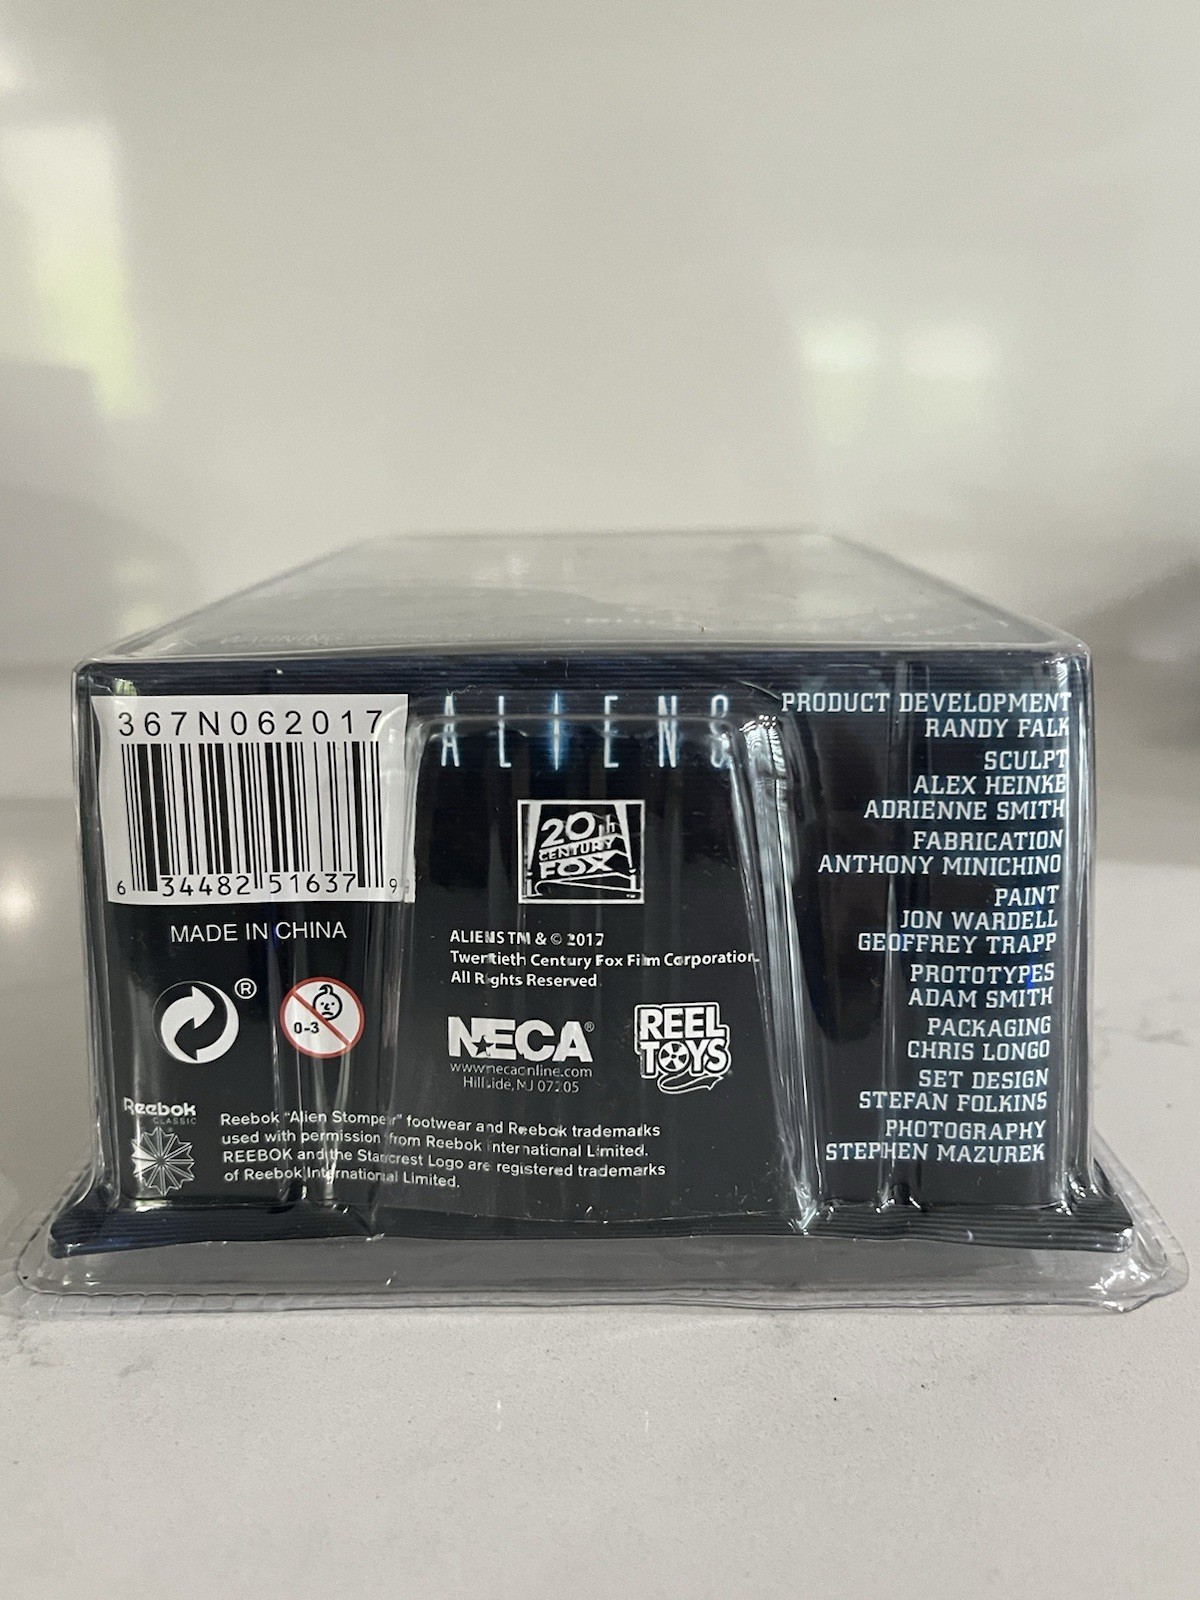 367N062017
6 34482 51637 9
MADE IN CHINA
®
0-3
Reebok
CLASSIC
ALIENS
20th
CENTURY
FOX
ALIENS TM & © 2017
Twentieth Century Fox Film Corporation.
All Rights Reserved.
NECA®
www.necaonline.com
Hillside, NJ 07205
REEL
TOYS
Reebok "Alien Stomper" footwear and Reebok trademarks
used with permission from Reebok International Limited.
REEBOK and the Starcrest Logo are registered trademarks
of Reebok International Limited.
PRODUCT DEVELOPMENT
RANDY FALK
SCULPT
ALEX HEINKE
ADRIENNE SMITH
FABRICATION
ANTHONY MINICHINO
PAINT
JON WARDELL
GEOFFREY TRAPP
PROTOTYPES
ADAM SMITH
PACKAGING
CHRIS LONGO
SET DESIGN
STEFAN FOLKINS
PHOTOGRAPHY
STEPHEN MAZUREK